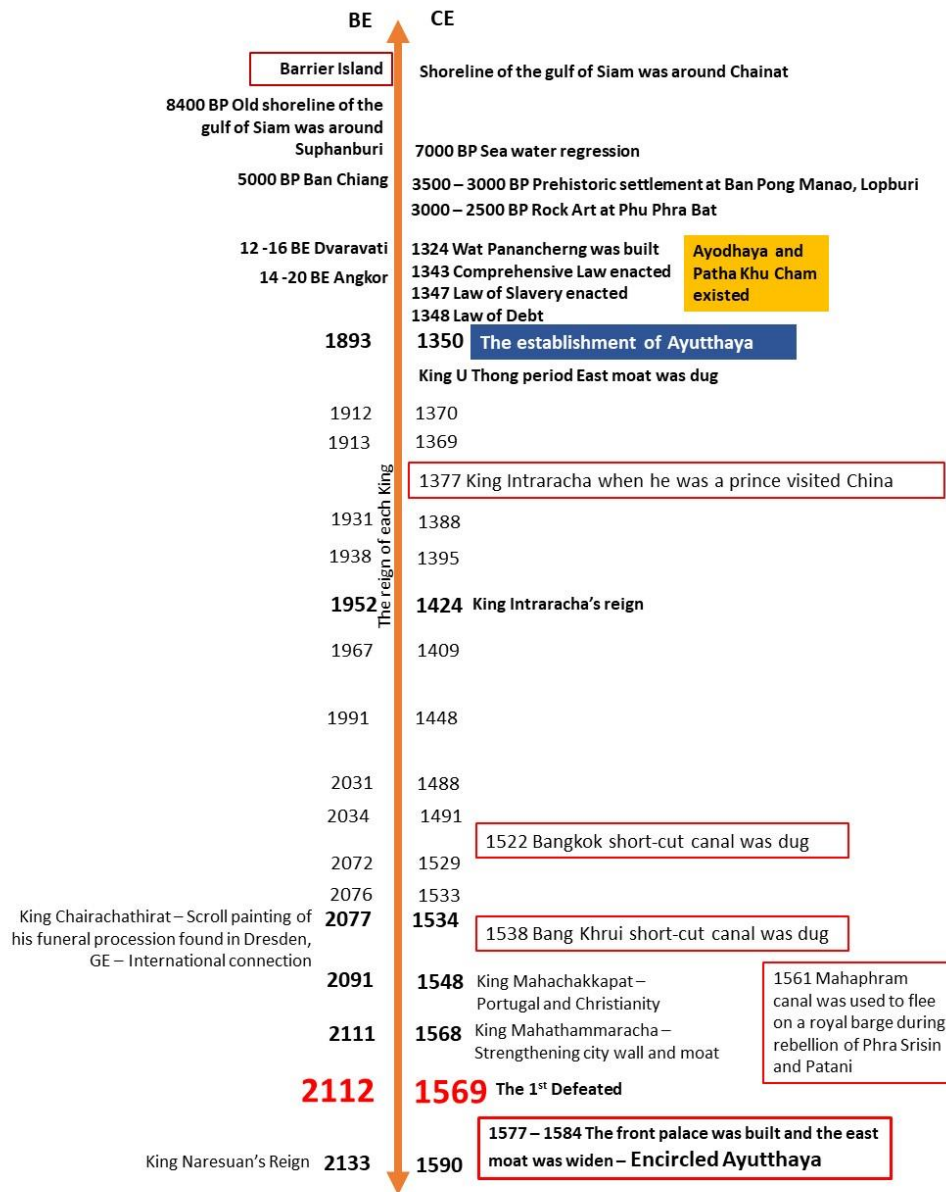 BE CE
Barrier Island
Shoreline of the gulf of Siam was around Chainat
8400 BP Old shoreline of the
gulf of Siam was around
Suphanburi
7000 BP Sea water regression
5000 BP Ban Chiang
3500 – 3000 BP Prehistoric settlement at Ban Pong Manao, Lopburi
3000 – 2500 BP Rock Art at Phu Phra Bat
12 -16 BE Dvaravati
14 -20 BE Angkor
1324 Wat Panancherng was built
1343 Comprehensive Law enacted
1347 Law of Slavery enacted
1348 Law of Debt
Ayodhaya and
Patha Khu Cham
existed
1893 1350 The establishment of Ayutthaya
King U Thong period East moat was dug
1912 1370
1913 1369
The reign of each King
1377 King Intraracha when he was a prince visited China
1931 1388
1938 1395
1952 1424 King Intraracha’s reign
1967 1409
1991 1448
2031 1488
2034 1491
1522 Bangkok short-cut canal was dug
2072 1529
2076 1533
King Chairachathirat – Scroll painting of
his funeral procession found in Dresden,
GE – International connection
2077 1534
1538 Bang Khrui short-cut canal was dug
2091 1548 King Mahachakkapat –
Portugal and Christianity
1561 Mahaphram
canal was used to flee
on a royal barge during
rebellion of Phra Srisin
and Patani
2111 1568 King Mahathammaracha –
Strengthening city wall and moat
2112 1569 The 1st Defeated
1577 – 1584 The front palace was built and the east
moat was widen – Encircled Ayutthaya
King Naresuan’s Reign 2133 1590